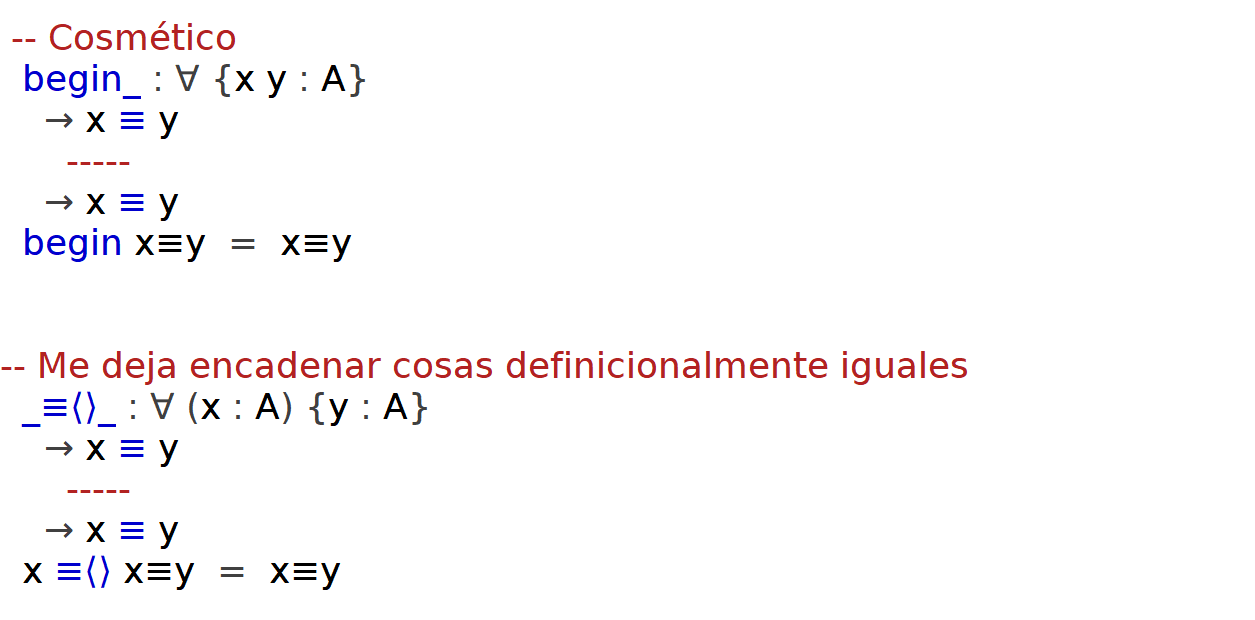 -- Cosmético
begin_ : ∀ {x y : A}
→ x ≡ y
-----
→ x ≡ y
begin x≡y = x≡y
-- Me deja encadenar cosas definicionalmente iguales
_≡⟨⟩_ : ∀ (x : A) {y : A}
→ x ≡ y
-----
→ x ≡ y
x ≡⟨⟩ x≡y = x≡y